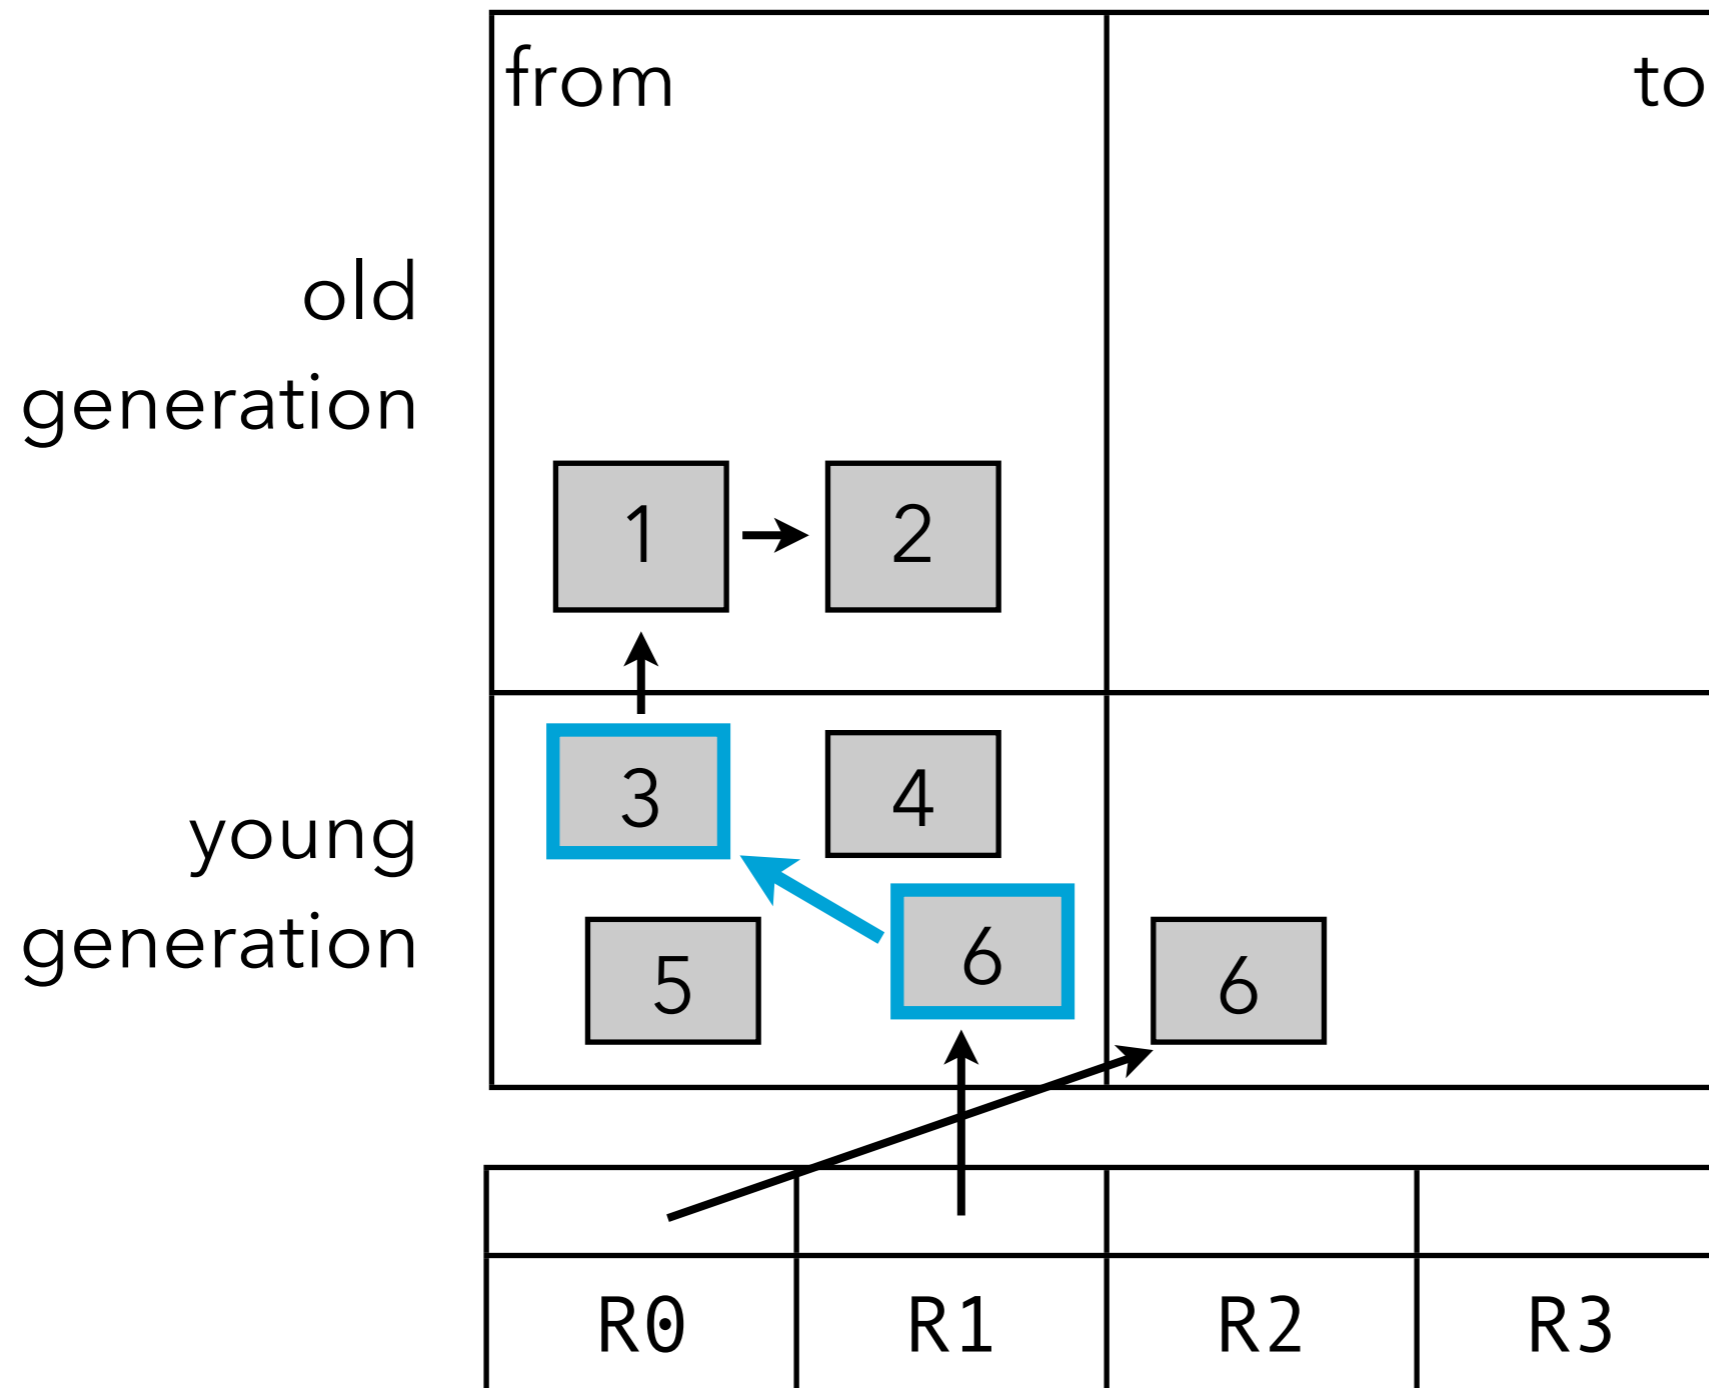 from
to
old
generation
1
2
3
4
young
generation
5
6
6
R0
R1
R2
R3